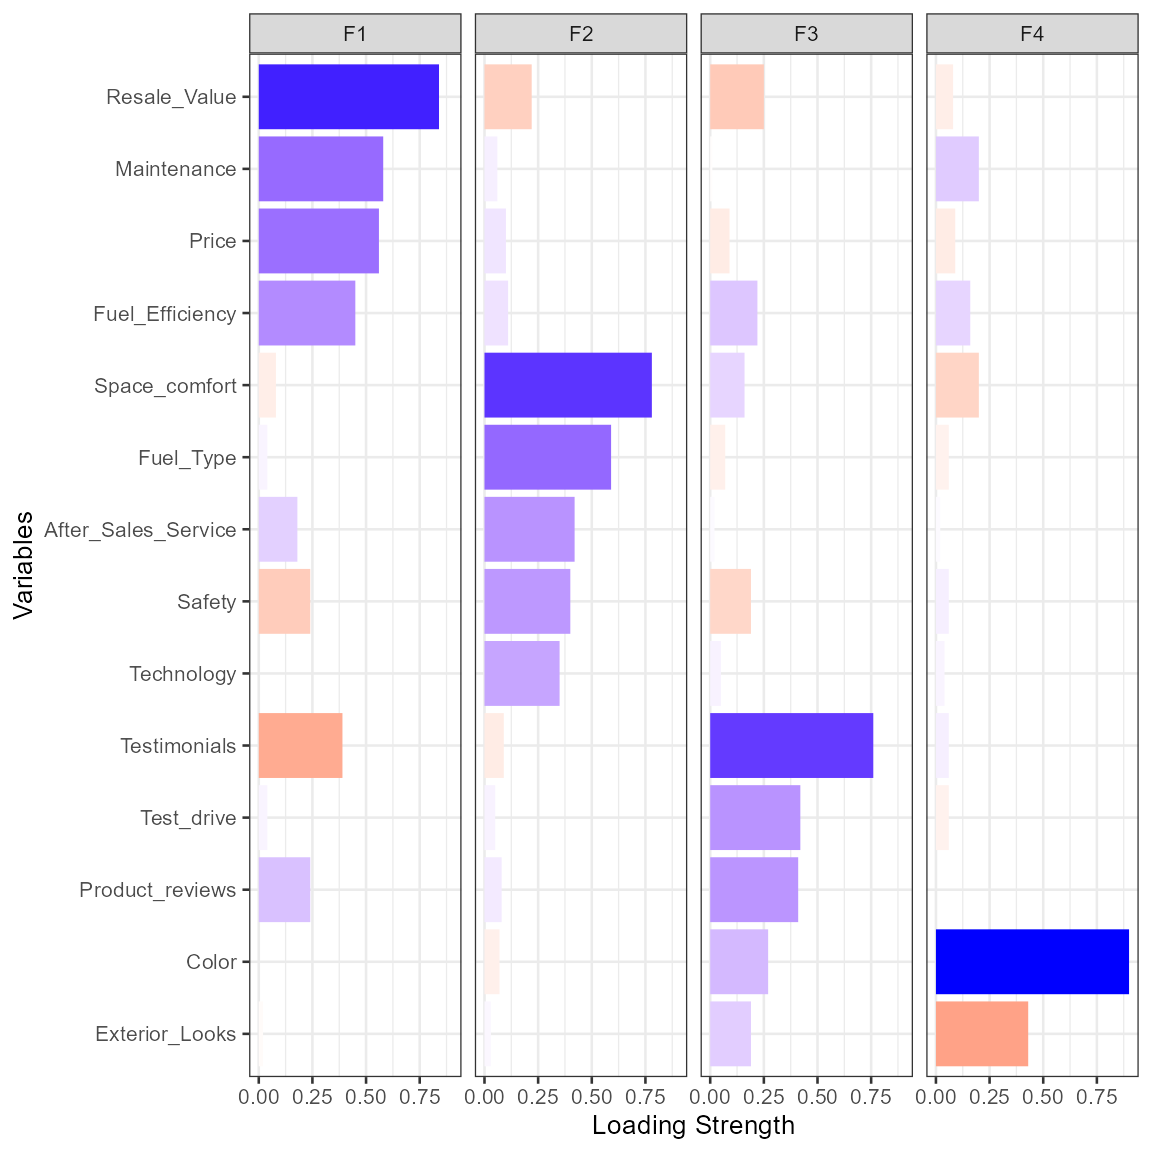 F1 F2 F3 F4
Resale_Value
Maintenance
Price
Fuel_Efficiency
Space_comfort
Fuel_Type
After_Sales_Service
Safety
Technology
Testimonials
Test_drive
Product_reviews
Color
Exterior_Looks
Variables
0.00 0.25 0.50 0.75 0.00 0.25 0.50 0.75 0.00 0.25 0.50 0.75 0.00 0.25 0.50 0.75
Loading Strength